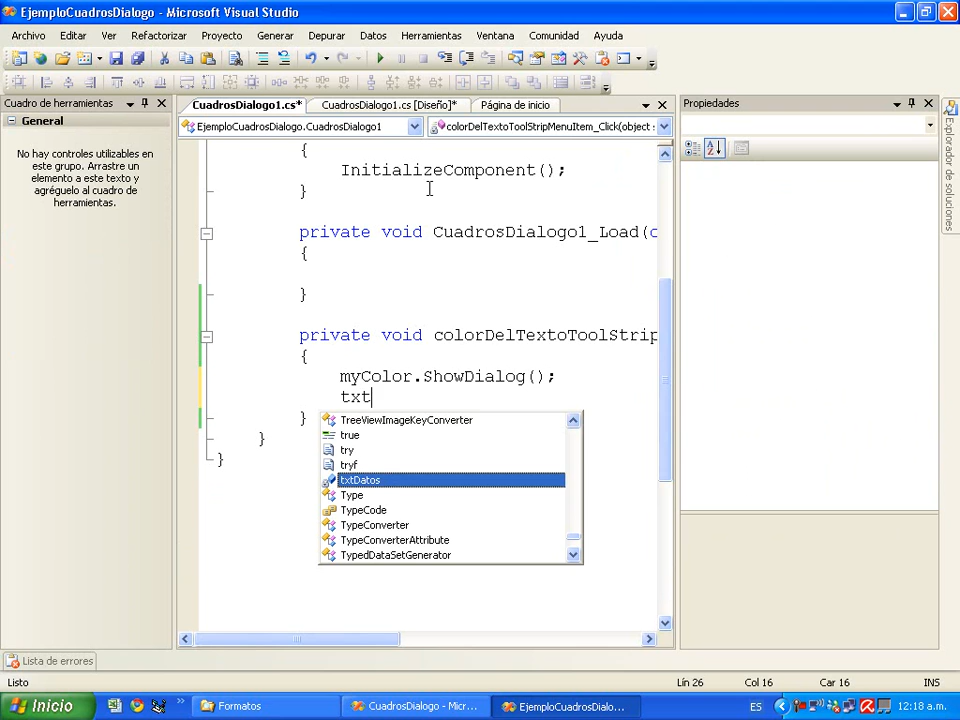 EjemploCuadrosDialogo - Microsoft Visual Studio
Archivo Editar Ver Refactorizar Proyecto Generar Depurar Datos Herramientas Ventana Comunidad Ayuda
Cuadro de herramientas
CuadrosDialogo1.cs* CuadrosDialogo1.cs [Diseño]* Página de inicio
Propiedades
General
EjemploCuadrosDialogo.CuadrosDialogo1
colorDelTextoToolStripMenuItem_Click(object
No hay controles utilizables en
este grupo. Arrastre un
elemento a este texto y
agréguelo al cuadro de
herramientas.
{
InitializeComponent();
}
private void CuadrosDialogo1_Load(
{
}
private void colorDelTextoToolStrip
{
myColor.ShowDialog();
txt
}
}
}
TreeViewImageKeyConverter
true
try
tryf
txtDatos
Type
TypeCode
TypeConverter
TypeConverterAttribute
TypedDataSetGenerator
Explorador de soluciones
Lista de errores
Listo
Lín 26 Col 16 Car 16 INS
Inicio
Formatos
CuadrosDialogo - Micr...
EjemploCuadrosDialo...
ES
12:18 a.m.